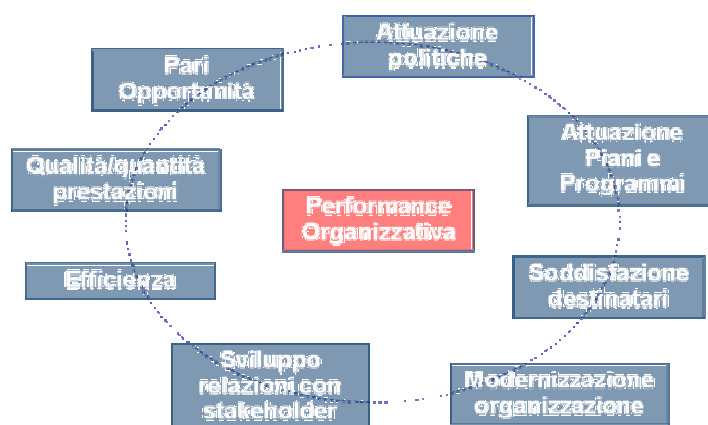 Attuazione
politiche
Pari
Opportunità
Attuazione
Piani e
Programmi
Qualità/quantità
prestazioni
Performance
Organizzativa
Efficienza
Soddisfazione
destinatari
Sviluppo
relazioni con
stakeholder
Modernizzazione
organizzazione